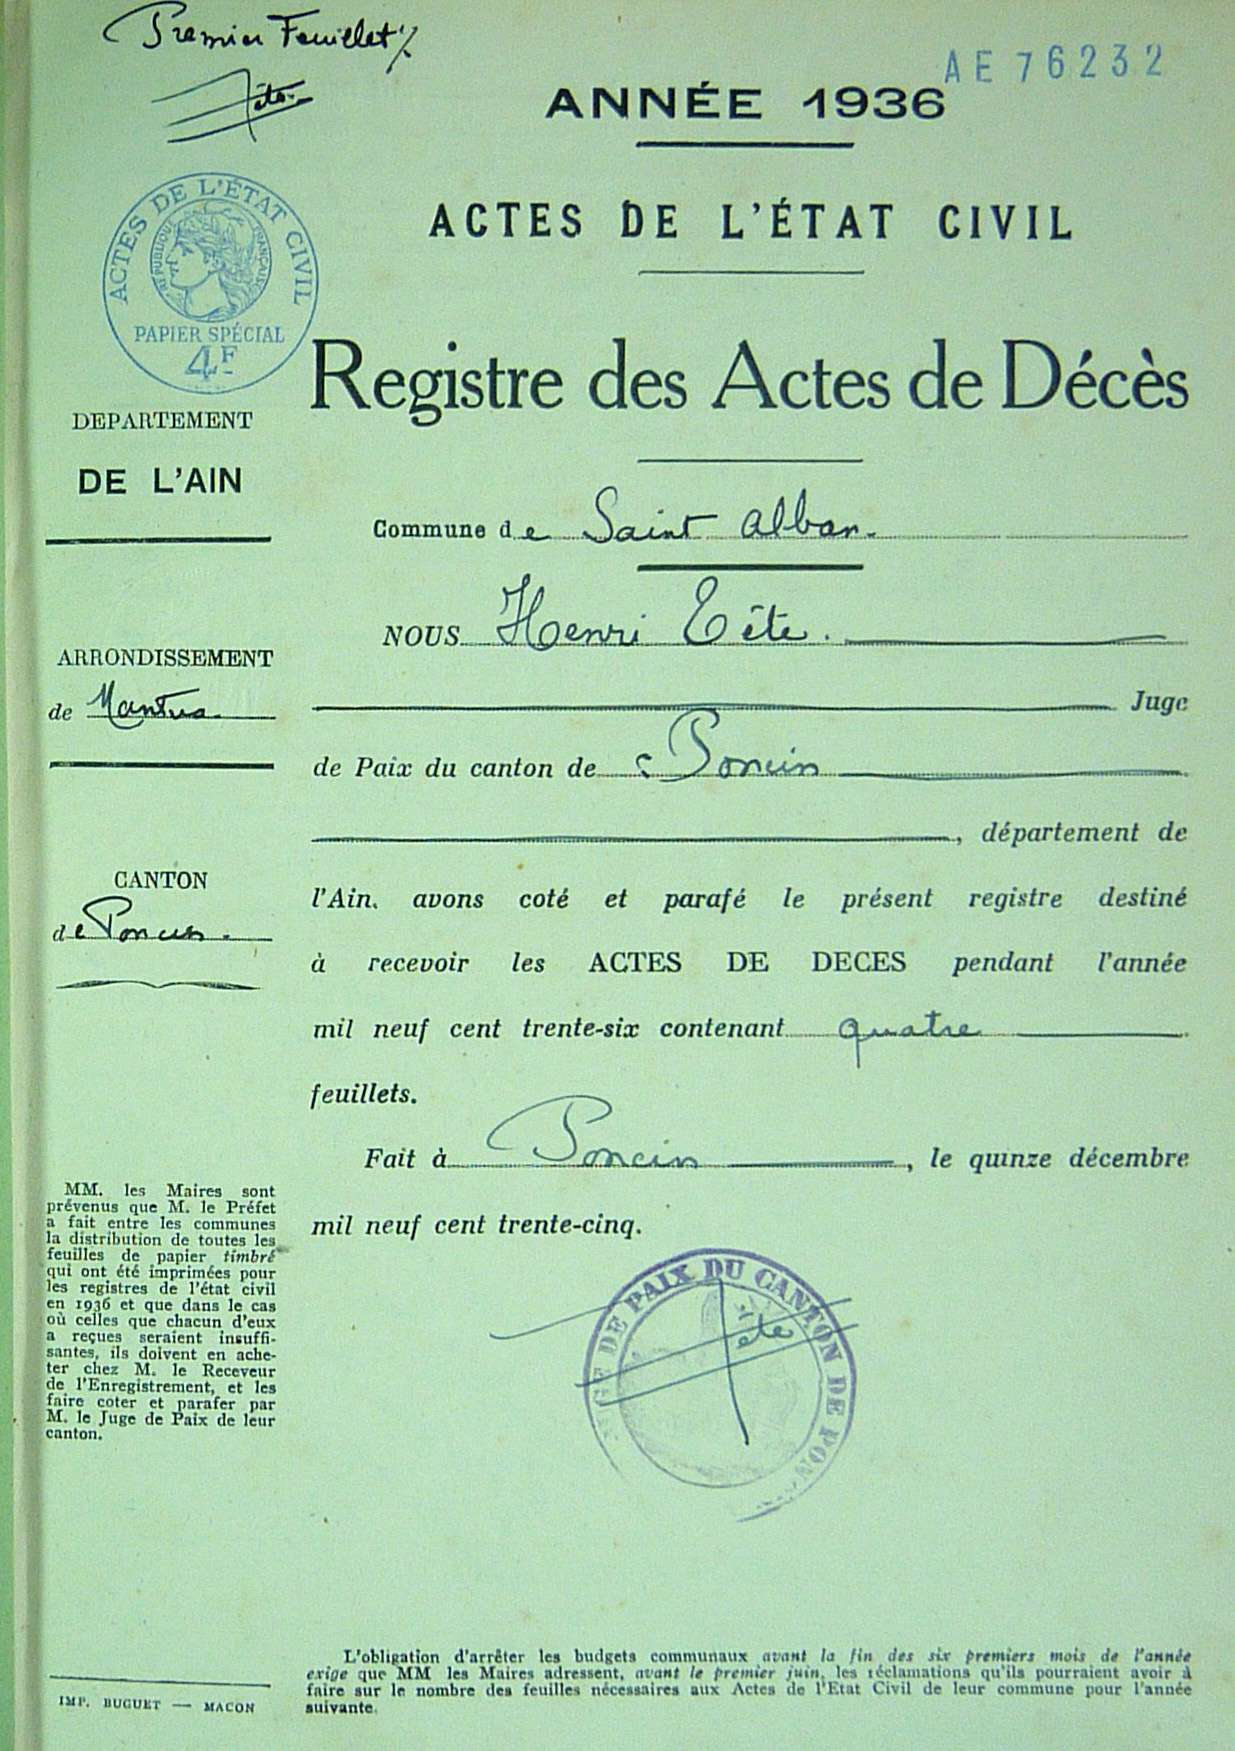 Premier Feuillet
Tête
AE 76232
ANNÉE 1936
ACTES DE L'ÉTAT CIVIL
ACTES DE L'ÉTAT CIVIL
RÉPUBLIQUE FRANÇAISE
PAPIER SPÉCIAL
4F
Registre des Actes de Décès
DEPARTEMENT
DE L'AIN
Commune de Saint Alban.
NOUS Henri Tête.
ARRONDISSEMENT
de Nantua.
Juge
de Paix du canton de Poncin
, département de
CANTON
de Poncin.
l'Ain, avons coté et parafé le présent registre destiné
à recevoir les ACTES DE DECES pendant l'année
mil neuf cent trente-six contenant quatre
feuillets.
Fait à Poncin, le quinze décembre
mil neuf cent trente-cinq.
MM. les Maires sont
prévenus que M. le Préfet
a fait entre les communes
la distribution de toutes les
feuilles de papier timbré
qui ont été imprimées pour
les registres de l'état civil
en 1936 et que dans le cas
où celles que chacun d'eux
a reçues seraient insuffi-
santes, ils doivent en ache-
ter chez M. le Receveur
de l'Enregistrement, et les
faire coter et parafer par
M. le Juge de Paix de leur
canton.
DE PAIX DU CANTON DE PON
Tête
L'obligation d'arrêter les budgets communaux avant la fin des six premiers mois de l'année
exige que MM les Maires adressent, avant le premier juin, les réclamations qu'ils pourraient avoir à
faire sur le nombre des feuilles nécessaires aux Actes de l'Etat Civil de leur commune pour l'année
suivante.
IMP. BUGUET — MACON